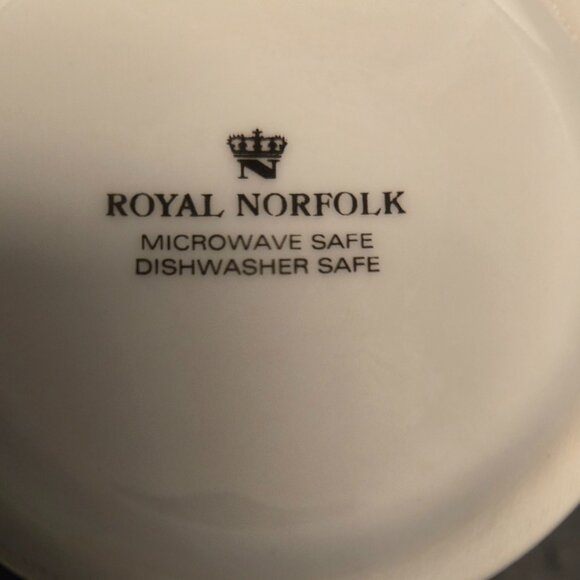 N
ROYAL NORFOLK
MICROWAVE SAFE
DISHWASHER SAFE